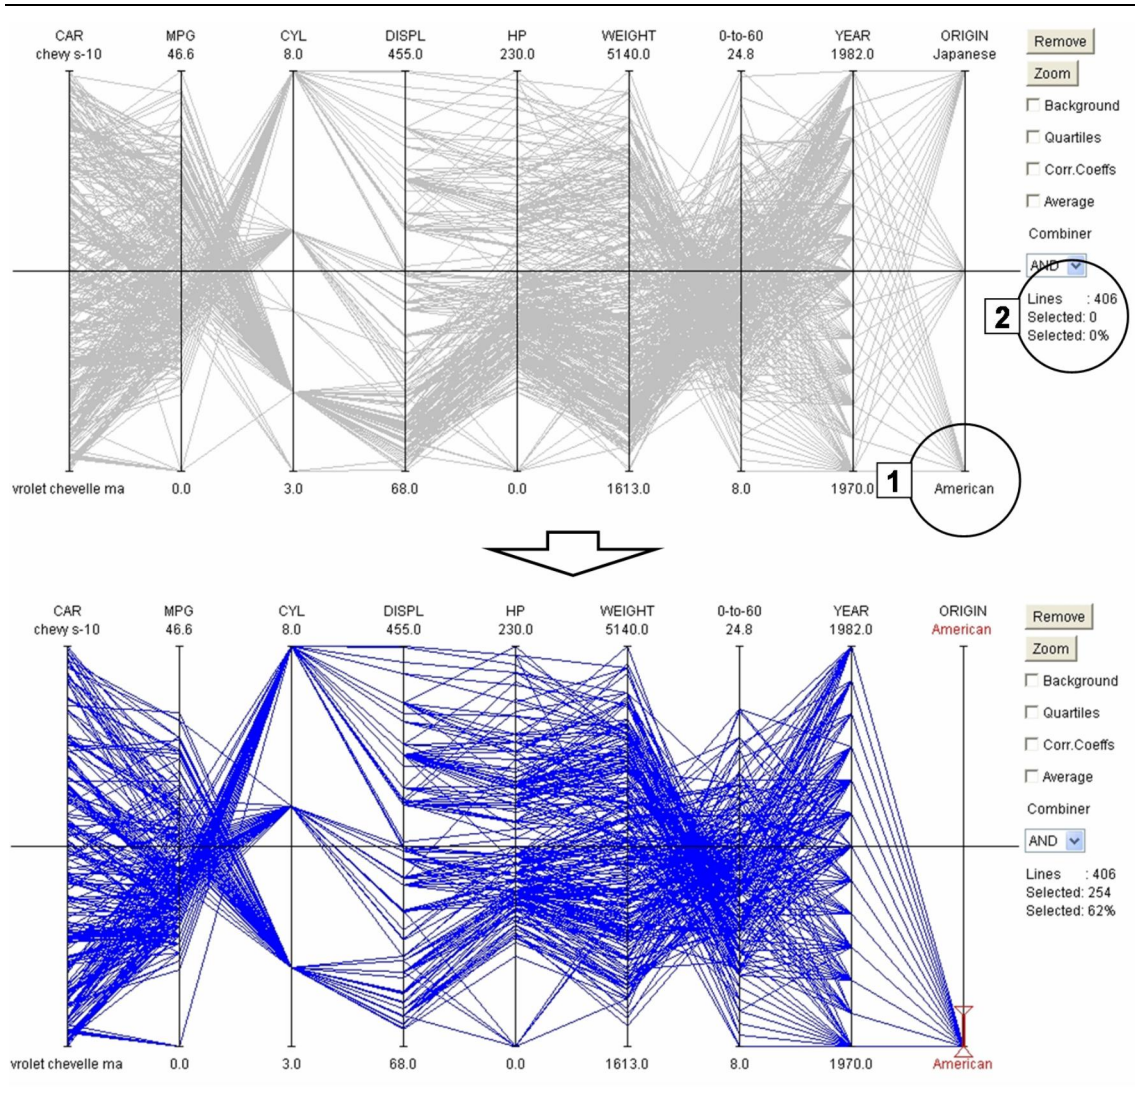 CAR MPG CYL DISPL HP WEIGHT 0-to-60 YEAR ORIGIN
chevy s-10 46.6 8.0 455.0 230.0 5140.0 24.8 1982.0 Japanese
Remove
Zoom
Background
Quartiles
Corr.Coeffs
Average
Combiner
AND
Lines : 406
2
Selected: 0
Selected: 0%
1
vrolet chevelle ma 0.0 3.0 68.0 0.0 1613.0 8.0 1970.0 American
CAR MPG CYL DISPL HP WEIGHT 0-to-60 YEAR ORIGIN
chevy s-10 46.6 8.0 455.0 230.0 5140.0 24.8 1982.0 American
Remove
Zoom
Background
Quartiles
Corr.Coeffs
Average
Combiner
AND
Lines : 406
Selected: 254
Selected: 62%
vrolet chevelle ma 0.0 3.0 68.0 0.0 1613.0 8.0 1970.0 American